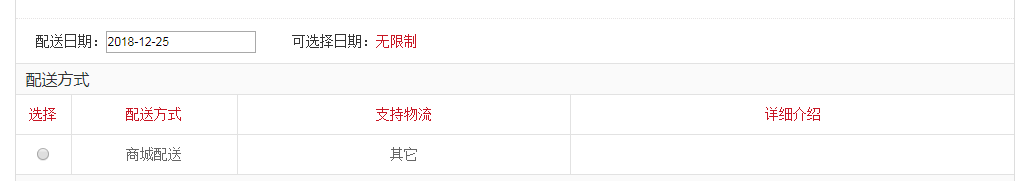 配送日期：2018-12-25 可选择日期：无限制
配送方式
选择 配送方式 支持物流 详细介绍
商城配送 其它